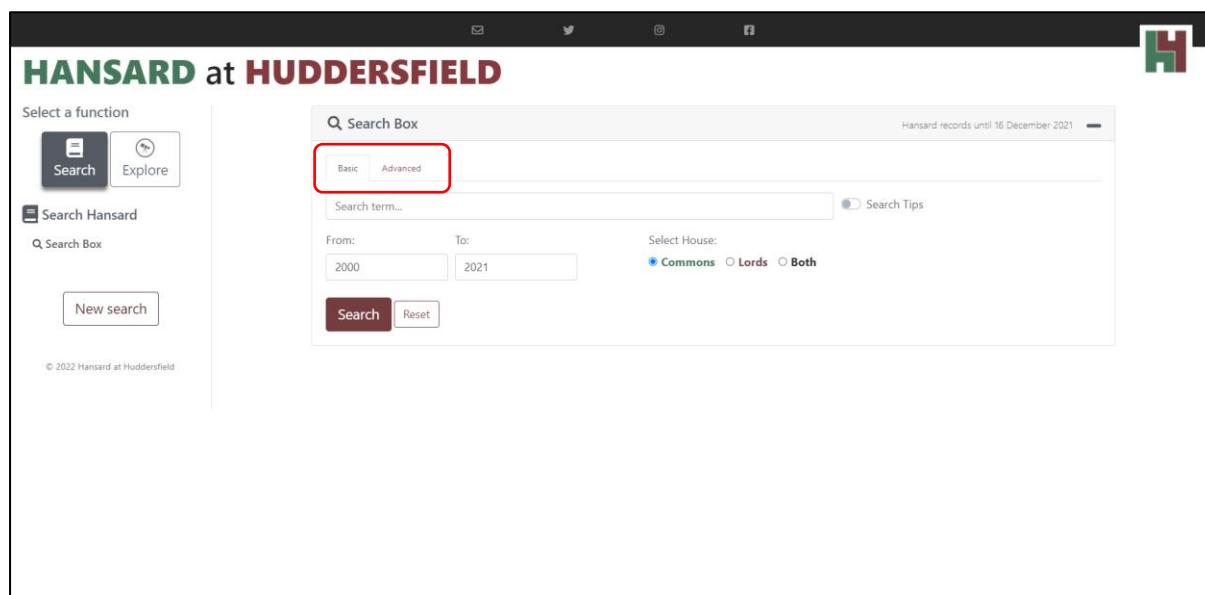 HANSARD at HUDDERSFIELD
Select a function
Search
Explore
Search Hansard
Search Box
New search
© 2022 Hansard at Huddersfield
Search Box
Hansard records until 16 December 2021
Basic
Advanced
Search term...
Search Tips
From:
To:
Select House:
2000
2021
Commons Lords Both
Search
Reset